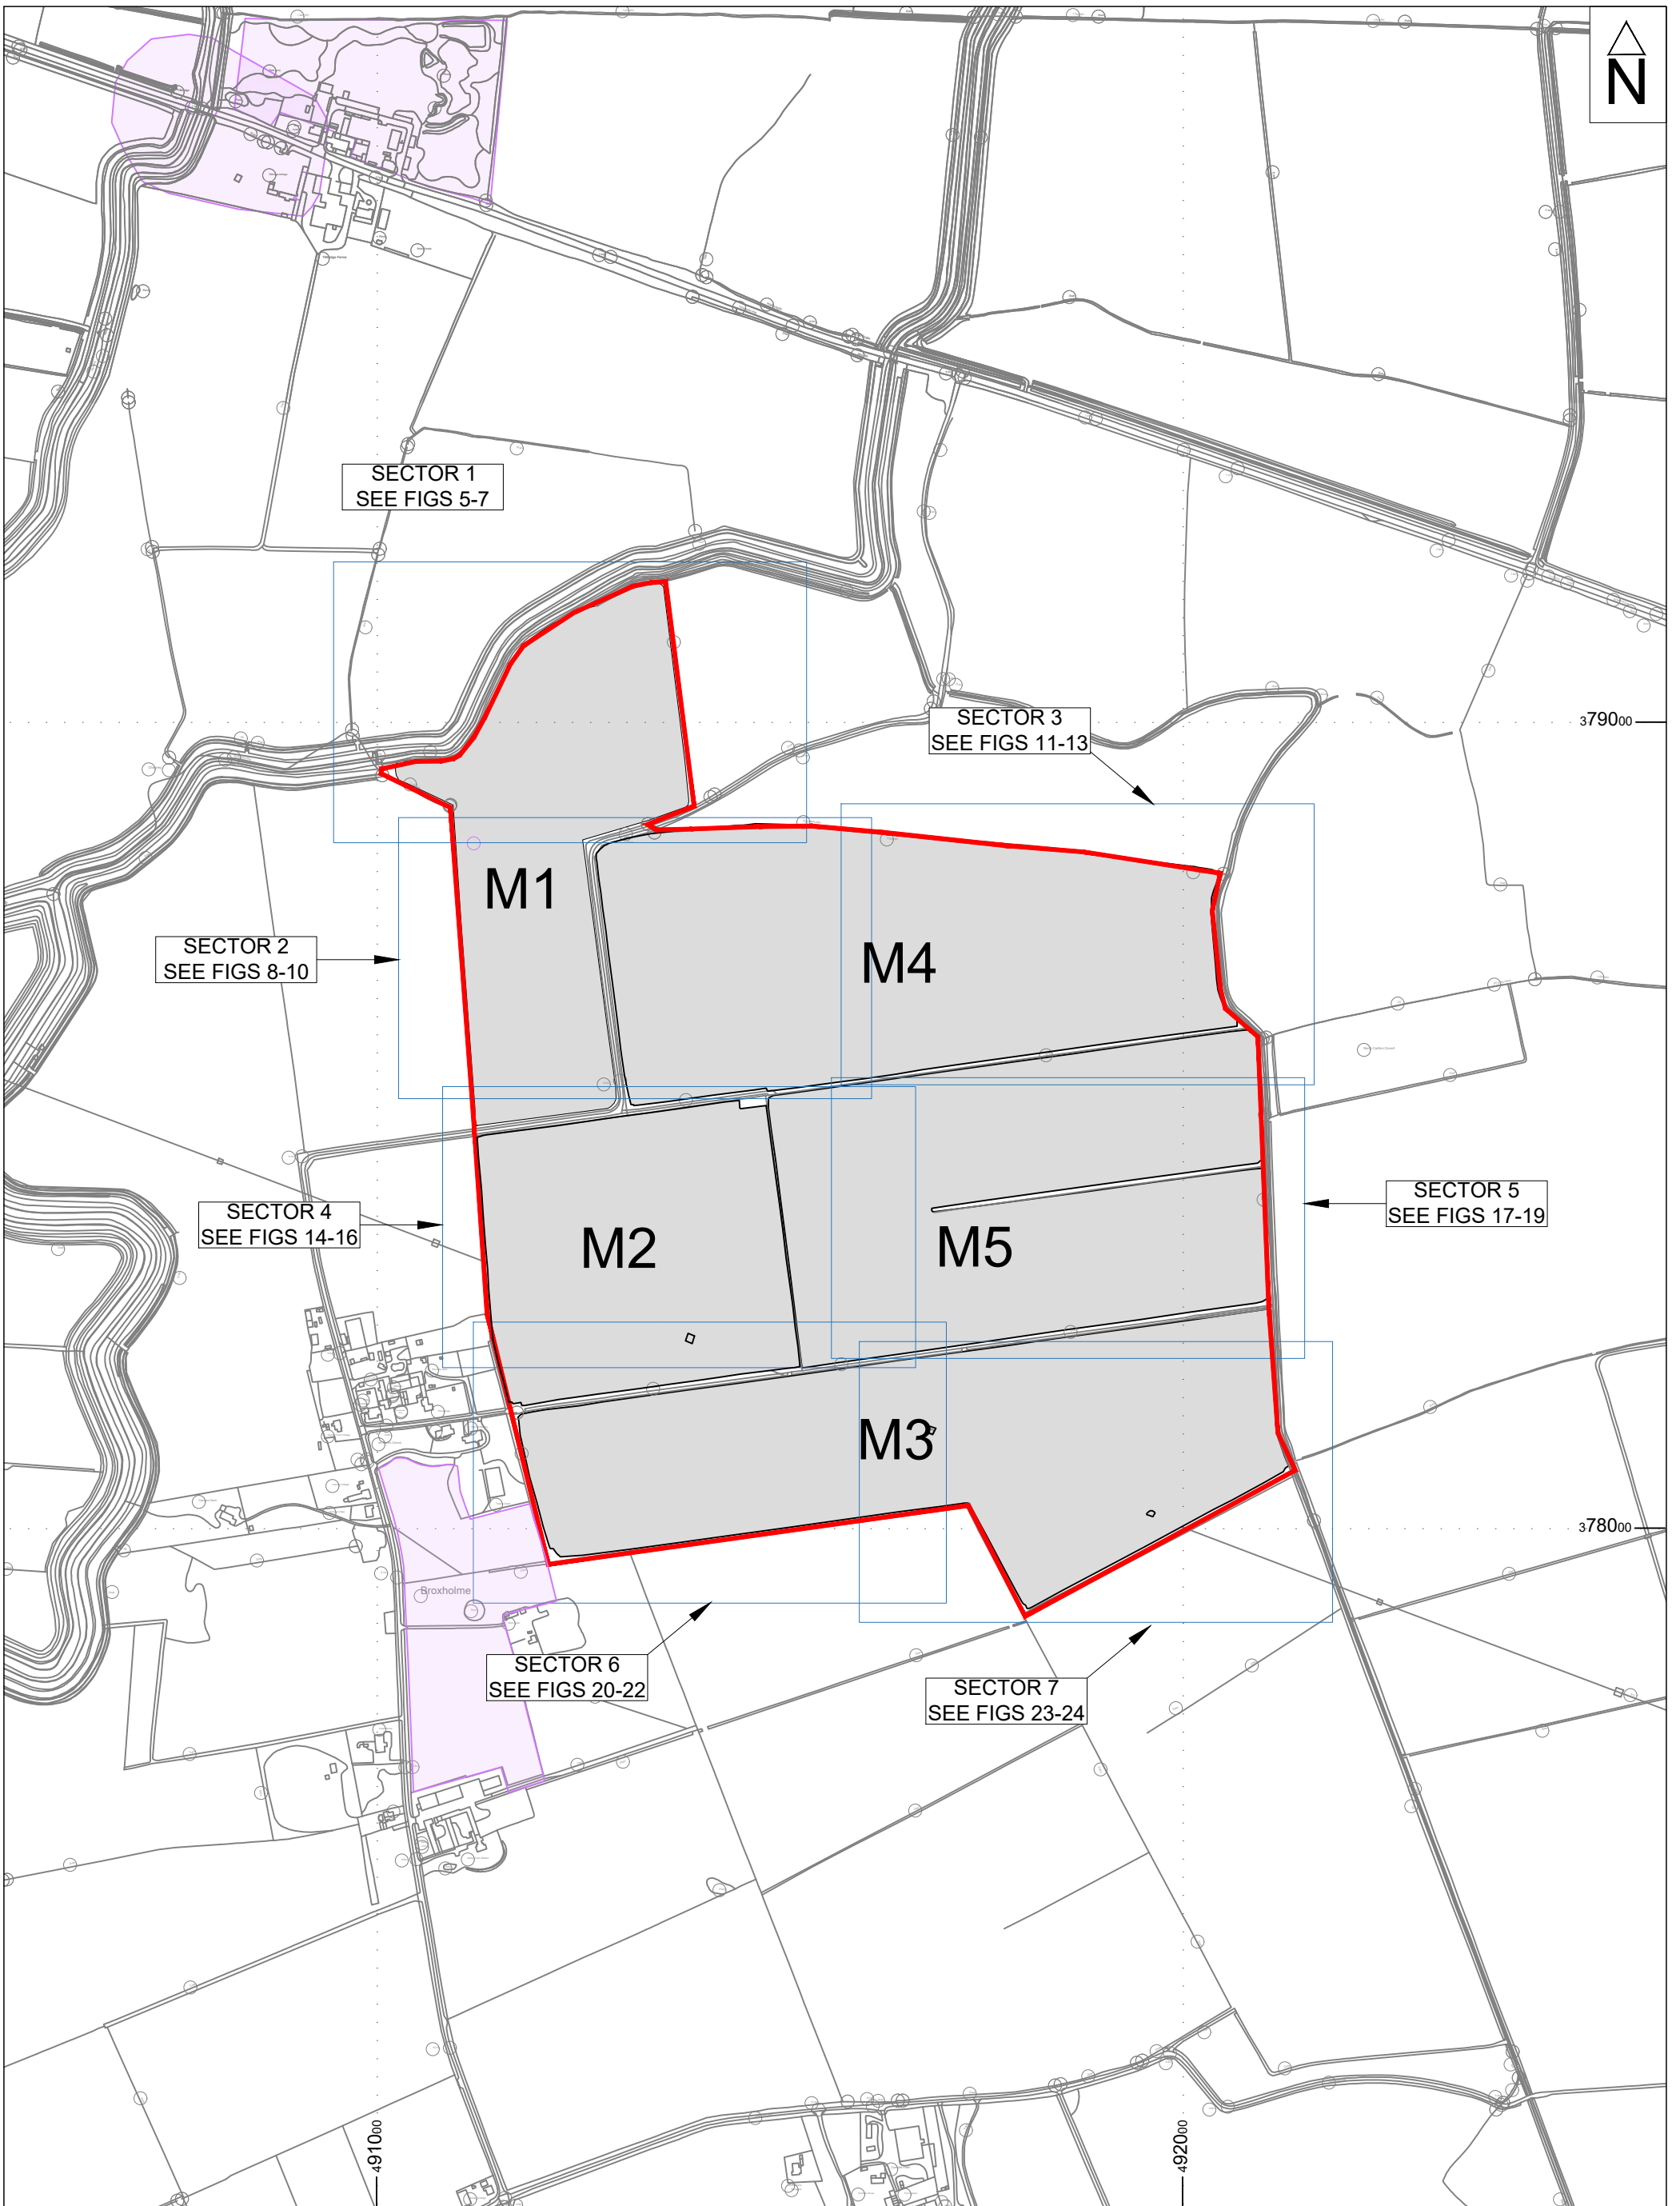 N
SECTOR 1
SEE FIGS 5-7
SECTOR 3
SEE FIGS 11-13
379000
M1
SECTOR 2
SEE FIGS 8-10
M4
SECTOR 4
SEE FIGS 14-16
SECTOR 5
SEE FIGS 17-19
M2
M5
M3
378000
Broxholme
SECTOR 6
SEE FIGS 20-22
SECTOR 7
SEE FIGS 23-24
491000
492000